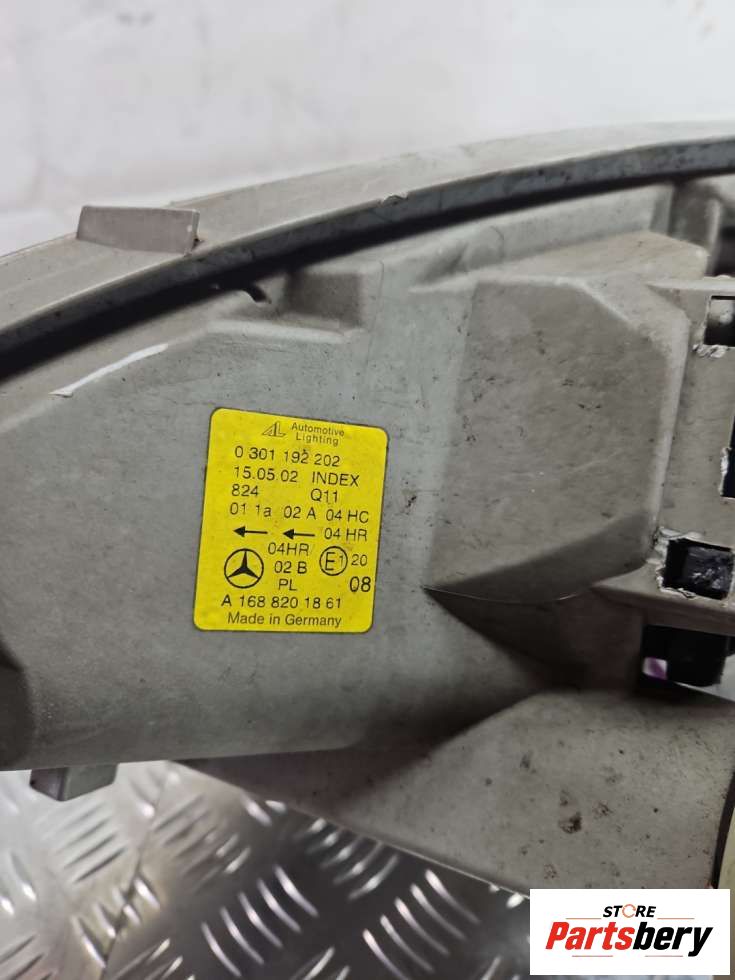 Automotive
Lighting
0 301 192 202
15.05.02 INDEX
824 Q11
01 1a 02 A 04 HC
04 HR
04HR
02 B E1 20
PL 08
A 168 820 18 61
Made in Germany
STORE
Partsbery